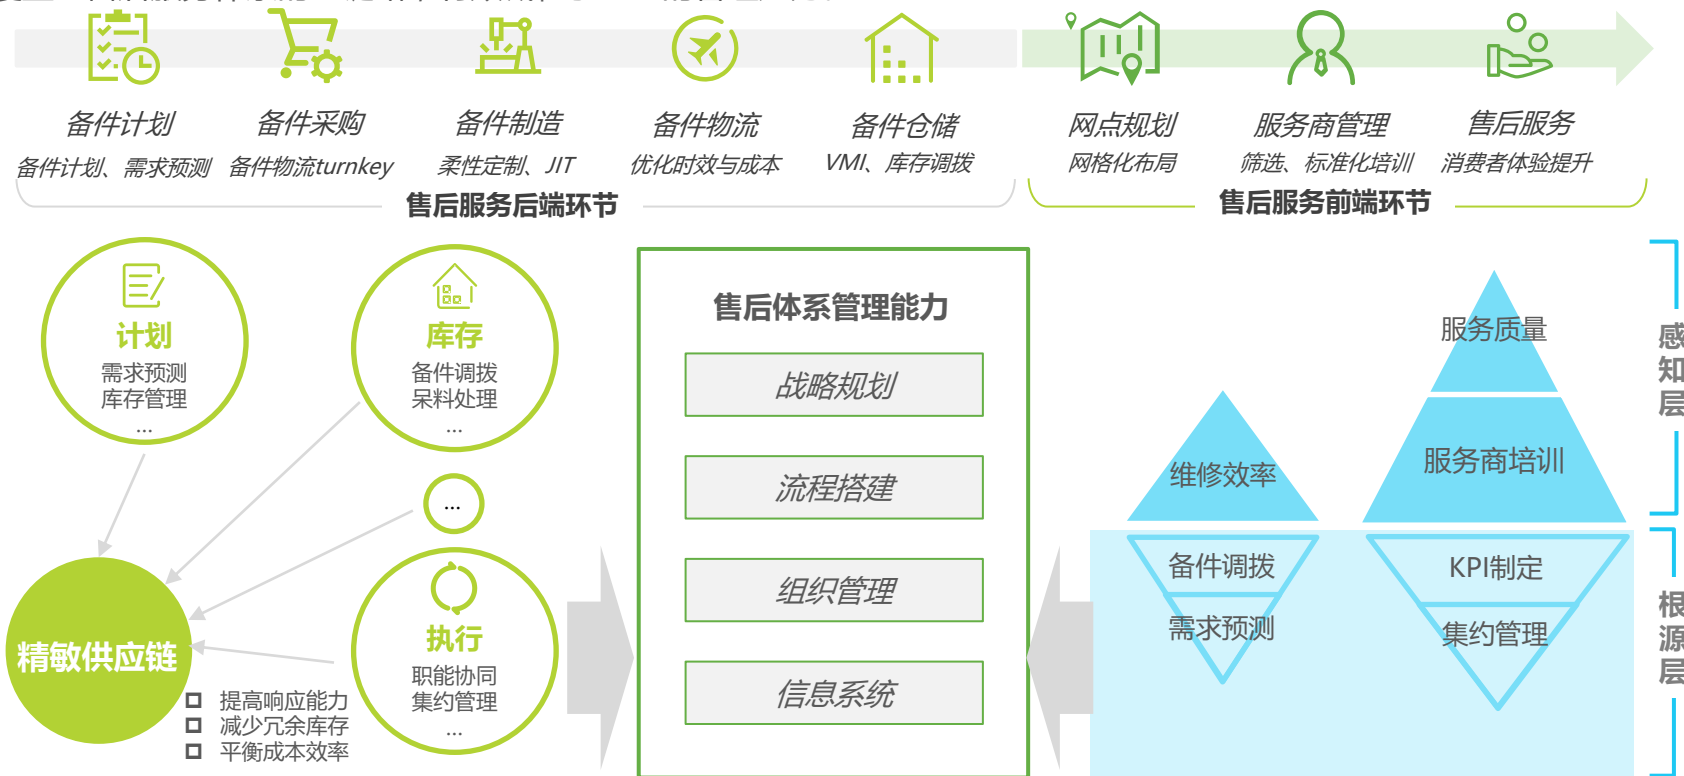 备件计划
备件采购
备件制造
备件物流
备件仓储
网点规划
服务商管理
售后服务
备件计划、需求预测
备件物流turnkey
柔性定制、JIT
优化时效与成本
VMI、库存调拨
网格化布局
筛选、标准化培训
消费者体验提升
售后服务后端环节
售后服务前端环节
计划
需求预测
库存管理
...
库存
备件调拨
呆料处理
...
...
执行
职能协同
集约管理
...
精敏供应链
提高响应能力
减少冗余库存
平衡成本效率
售后体系管理能力
战略规划
流程搭建
组织管理
信息系统
维修效率
备件调拨
需求预测
服务质量
服务商培训
KPI制定
集约管理
感知层
根源层